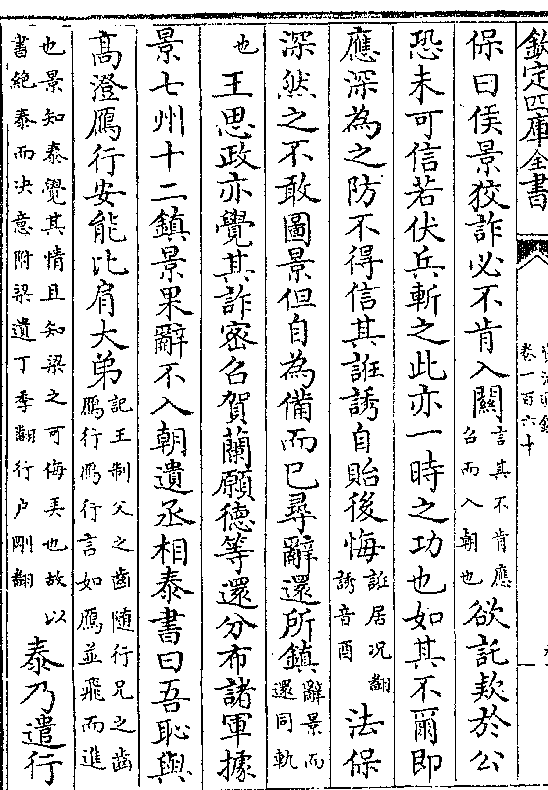 欽定四庫全書
卷一百六十
保曰侯景狡詐必不肯入關言其不肯應召而入朝也欲託欵於公
恐未可信若伏兵斬之此亦一時之功也如其不爾即
應深為之防不得信其誑誘自貽後悔誑居况翻誘音酉法保
深然之不敢圖景但自為備而已尋辭還所鎮辭景而還同軌
也王思政亦覺其詐密召賀蘭願德等還分布諸軍據
景七州十二鎮景果辭不入朝遺丞相泰書曰吾恥與
高澄鴈行安能比肩大弟記王制父之齒隨行兄之齒鴈行鴈行言如鴈並飛而進
也景知泰覺其情且知梁之可侮弄也故以書絶泰而决意附梁遺丁季翻行户剛翻泰乃遣行